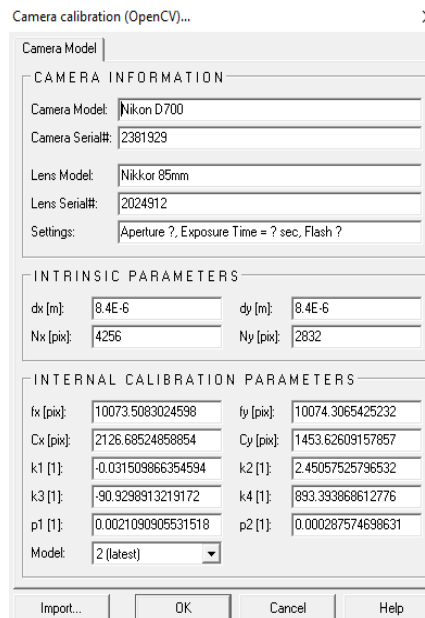 Camera calibration (OpenCV)...
Camera Model
CAMERA INFORMATION
Camera Model: Nikon D700
Camera Serial#: 2381929
Lens Model: Nikkor 85mm
Lens Serial#: 2024912
Settings: Aperture ?, Exposure Time = ? sec, Flash ?
INTRINSIC PARAMETERS
dx [m]: 8.4E-6 dy [m]: 8.4E-6
Nx [pix]: 4256 Ny [pix]: 2832
INTERNAL CALIBRATION PARAMETERS
fx [pix]: 10073.5083024598 fy [pix]: 10074.3065425232
Cx [pix]: 2126.68524858854 Cy [pix]: 1453.62609157857
k1 [1]: -0.031509866354594 k2 [1]: 2.45057525796532
k3 [1]: -90.9298913219172 k4 [1]: 893.393868612776
p1 [1]: 0.0021090905531518 p2 [1]: 0.000287574698631
Model: 2 (latest)
Import... OK Cancel Help